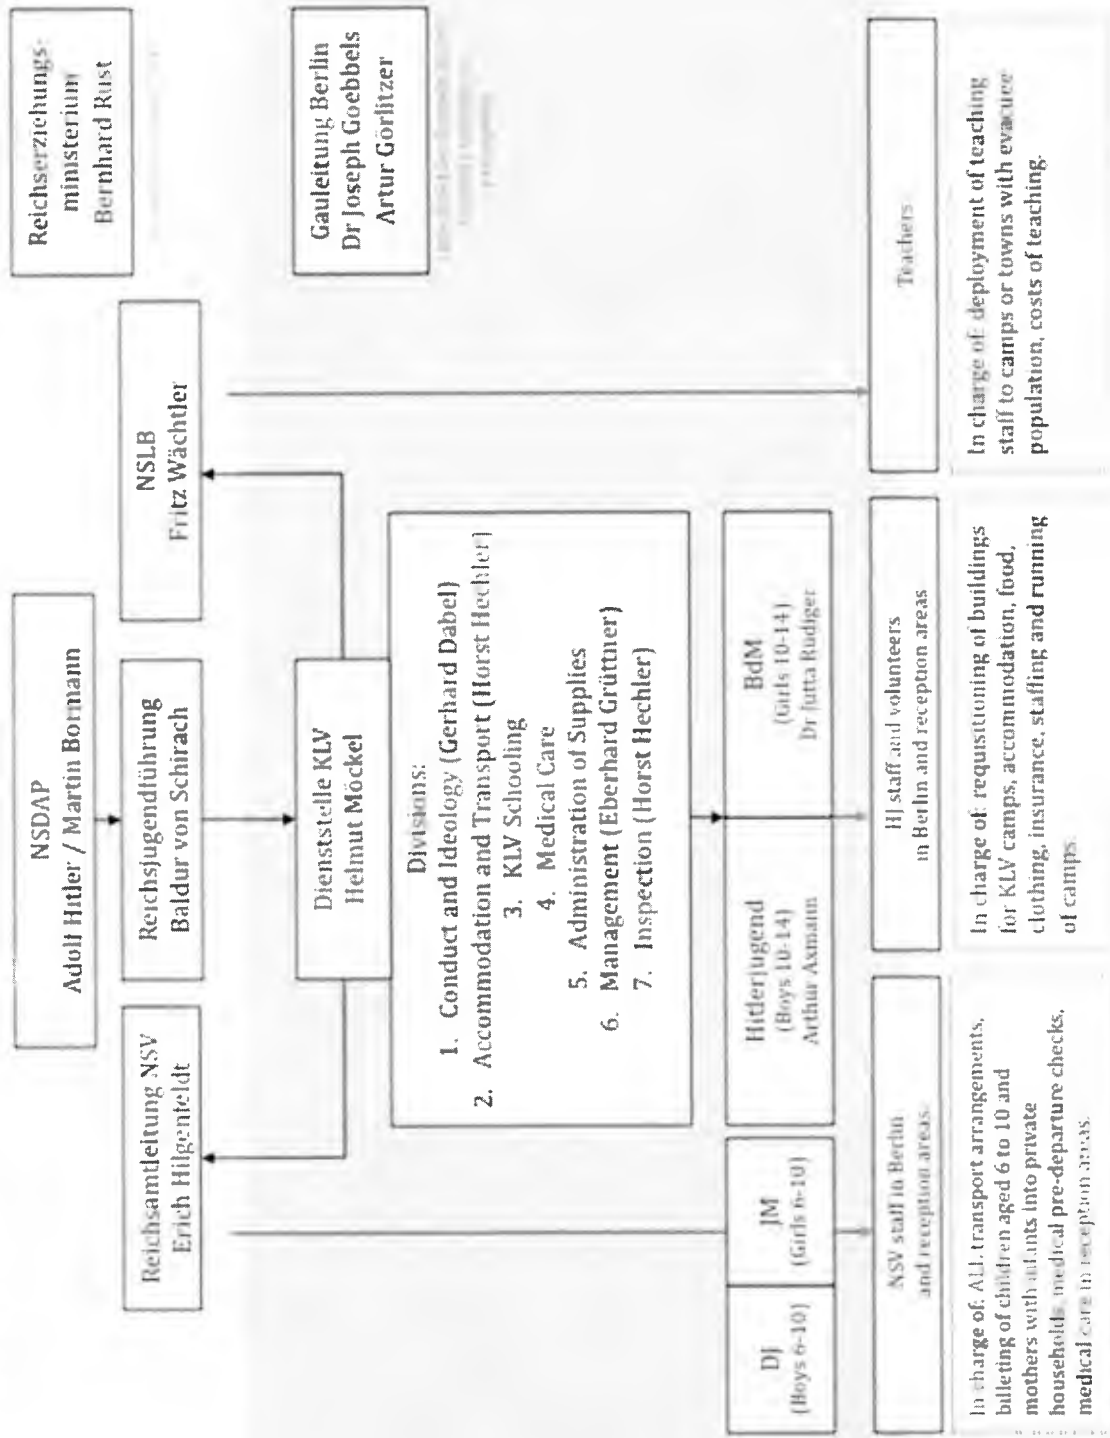 NSDAP
Adolf Hitler / Martin Bormann
Reichserziehungs-
ministerium
Bernhard Rust
Reichsamtleitung NSV
Erich Hilgenfeldt
Reichsjugendführung
Baldur von Schirach
NSLB
Fritz Wächtler
Dienststelle KLV
Helmut Möckel
Gauleitung Berlin
Dr Joseph Goebbels
Artur Görlitzer
Divisions:
1. Conduct and Ideology (Gerhard Dabel)
2. Accommodation and Transport (Horst Hechler)
3. KLV Schooling
4. Medical Care
5. Administration of Supplies
6. Management (Eberhard Grüttner)
7. Inspection (Horst Hechler)
DJ
(Boys 6-10)
JM
(Girls 6-10)
Hitlerjugend
(Boys 10-14)
Arthur Axmann
BdM
(Girls 10-14)
Dr Jutta Rüdiger
NSV staff in Berlin
and reception areas
HJ staff and volunteers
in Berlin and reception areas
Teachers
In charge of: ALL transport arrangements,
billeting of children aged 6 to 10 and
mothers with infants into private
households, medical pre-departure checks,
medical care in reception areas.
In charge of: requisitioning of buildings
for KLV camps, accommodation, food,
clothing, insurance, staffing and running
of camps.
In charge of: deployment of teaching
staff to camps or towns with evacuee
population, costs of teaching.